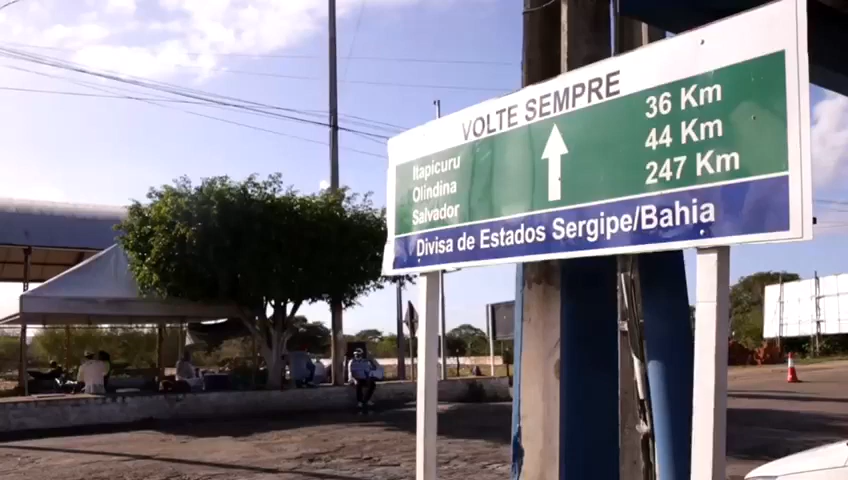 VOLTE SEMPRE
Itapicuru 36 Km
Olindina 44 Km
Salvador 247 Km
Divisa de Estados Sergipe/Bahia